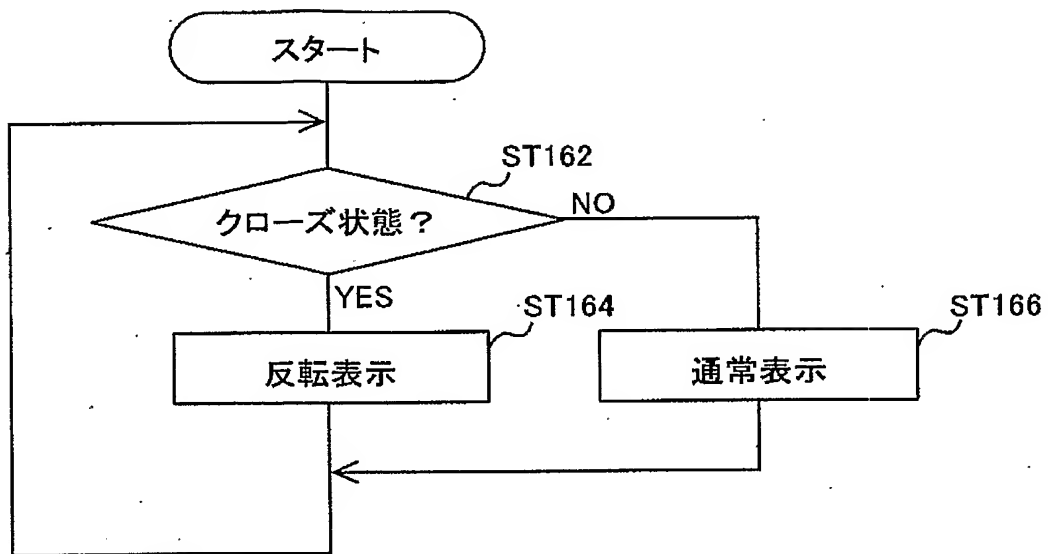 スタート
ST162
クローズ状態？
NO
YES
ST164
ST166
反転表示
通常表示